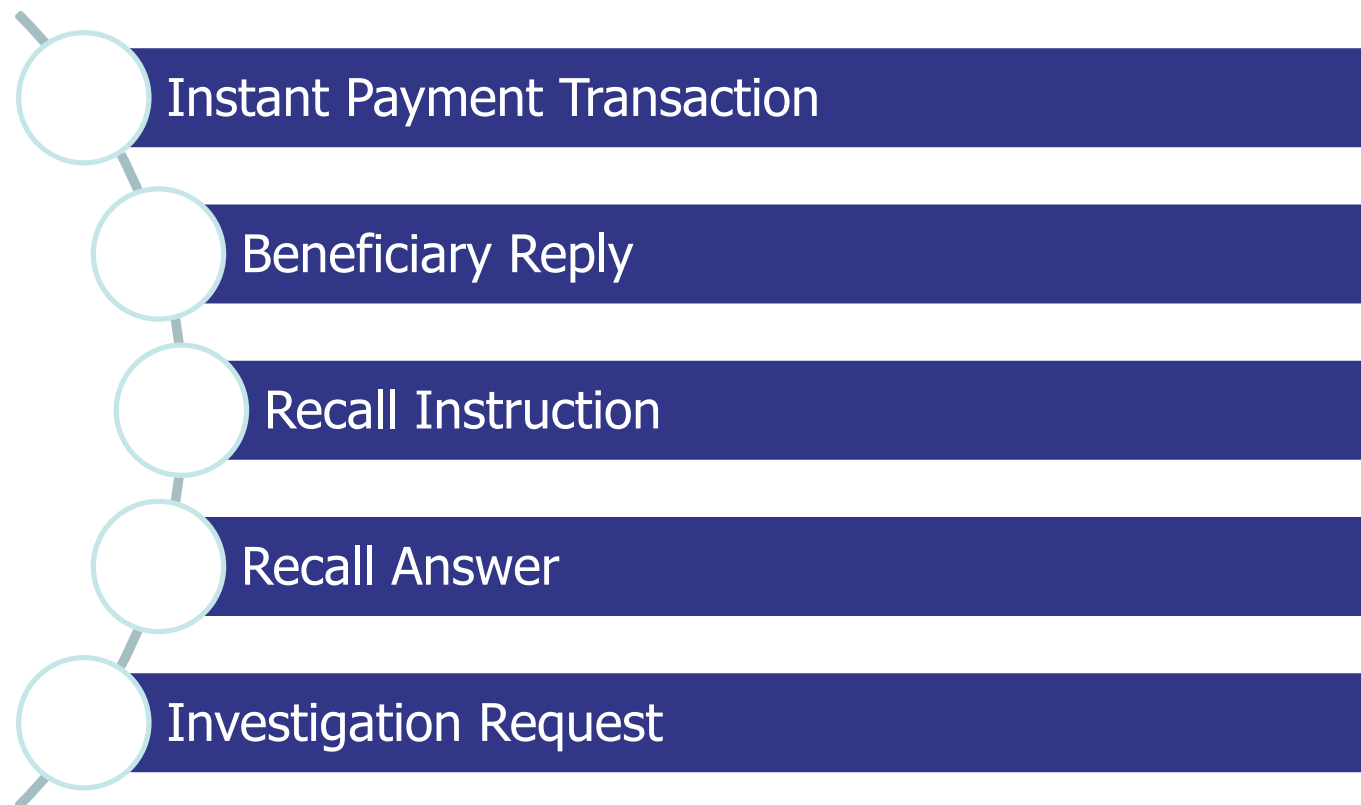 Instant Payment Transaction
Beneficiary Reply
Recall Instruction
Recall Answer
Investigation Request